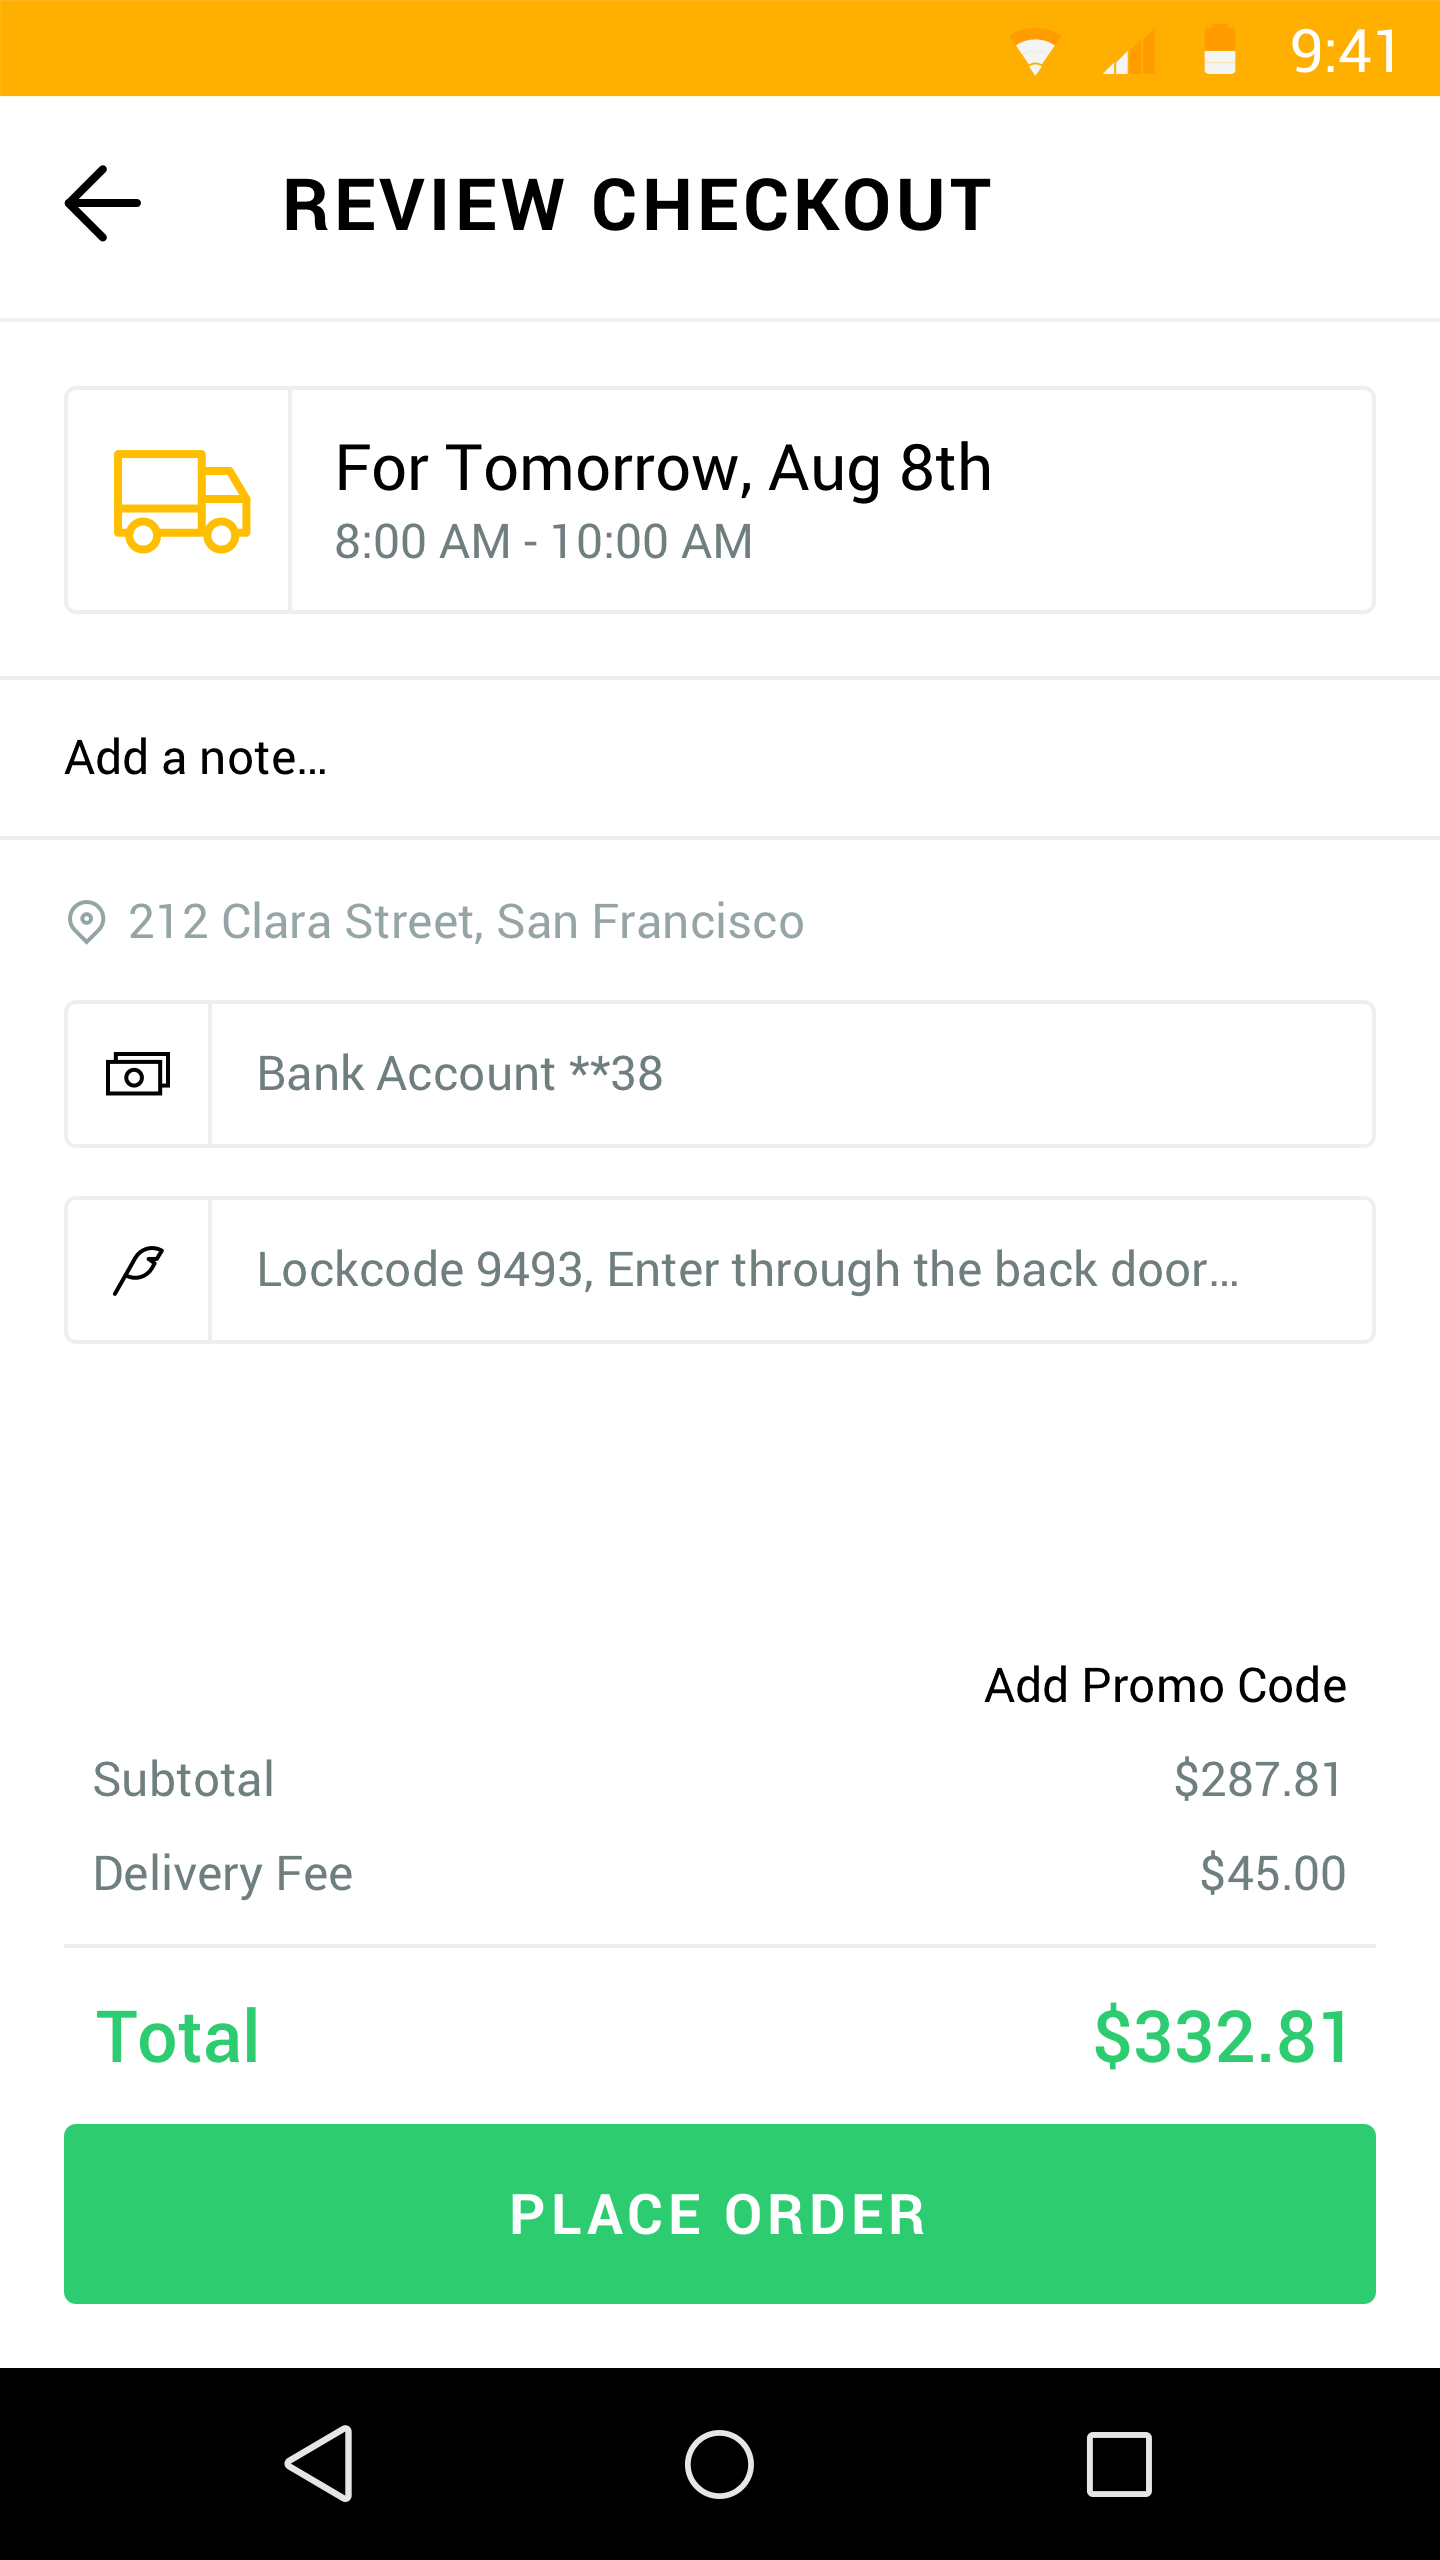 9:41
REVIEW CHECKOUT
For Tomorrow, Aug 8th
8:00 AM - 10:00 AM
Add a note...
212 Clara Street, San Francisco
Bank Account **38
Lockcode 9493, Enter through the back door...
Add Promo Code
Subtotal $287.81
Delivery Fee $45.00
Total $332.81
PLACE ORDER